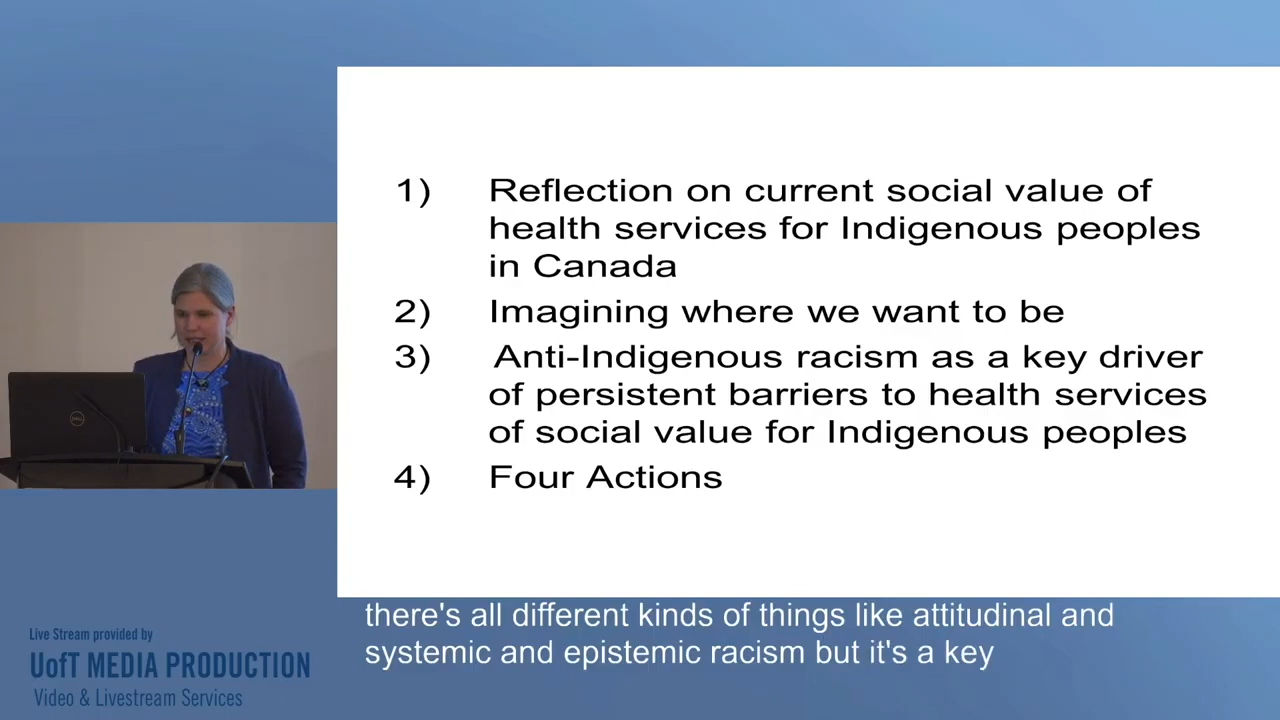 1) Reflection on current social value of
health services for Indigenous peoples
in Canada
2) Imagining where we want to be
3) Anti-Indigenous racism as a key driver
of persistent barriers to health services
of social value for Indigenous peoples
4) Four Actions
there's all different kinds of things like attitudinal and
systemic and epistemic racism but it's a key
Live Stream provided by
UofT MEDIA PRODUCTION
Video & Livestream Services
DELL